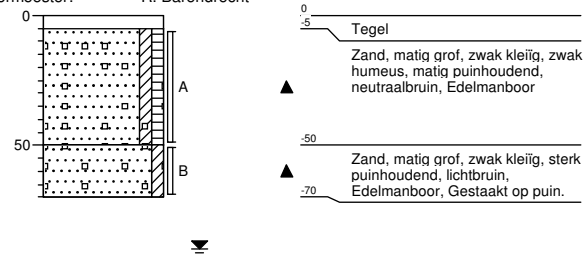 0
50
A
B
0
-5
Tegel
Zand, matig grof, zwak kleiïg, zwak
humeus, matig puinhoudend,
neutraalbruin, Edelmanboor
-50
Zand, matig grof, zwak kleiïg, sterk
puinhoudend, lichtbruin,
Edelmanboor, Gestaakt op puin.
-70